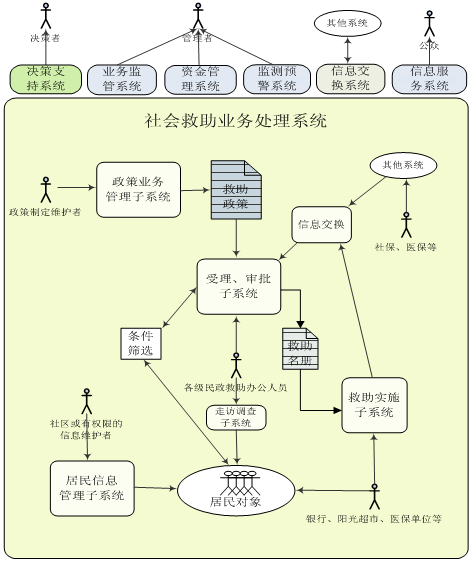 决策者
管理者
其他系统
公众
决策支
持系统
业务监
管系统
资金管
理系统
监测预
警系统
信息交
换系统
信息服
务系统
社会救助业务处理系统
政策业务
管理子系统
救助
政策
其他系统
政策制定维护者
信息交换
社保、医保等
受理、审批
子系统
条件
筛选
救助
名册
各级民政救助办公人员
救助实施
子系统
走访调查
子系统
社区或有权限的
信息维护者
居民信息
管理子系统
居民对象
银行、阳光超市、医保单位等